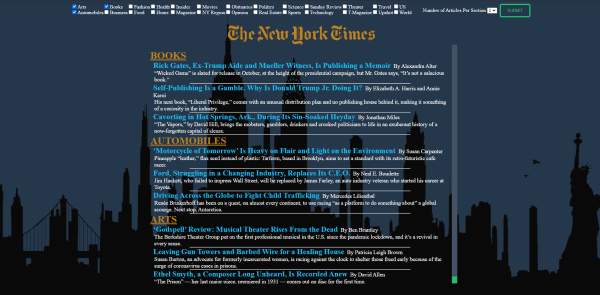 Arts Books Fashion Health Insider Movies Obituaries Politics Science Sunday Review Theater Travel US
Automobiles Business Food Home Magazine NY Region Opinion Real Estate Sports Technology T Magazine Upshot World
Number of Articles Per Section
SUBMIT
The New York Times
BOOKS
Rick Gates, Ex-Trump Aide and Mueller Witness, Is Publishing a Memoir By Alexandra Alter
"Wicked Game" is slated for release in October, at the height of the presidential campaign, but Mr. Gates says, "It's not a salacious
book."
Self-Publishing Is a Gamble. Why Is Donald Trump Jr. Doing It? By Elizabeth A. Harris and Annie
Karni
His next book, "Liberal Privilege," comes with an unusual distribution plan and no publishing house behind it, making it something
of a curiosity in the industry.
Cavorting in Hot Springs, Ark., During Its Sin-Soaked Heyday By Jonathan Miles
"The Vapors," by David Hill, brings the mobsters, gamblers, drinkers and crooked politicians to life in an exuberant history of a
now-forgotten capital of sleaze.
AUTOMOBILES
'Motorcycle of Tomorrow' Is Heavy on Flair and Light on the Environment By Susan Carpenter
Pineapple "leather," flax used instead of plastic: Tarform, based in Brooklyn, aims to set a standard with its retro-futuristic cafe
racer.
Ford, Struggling in a Changing Industry, Replaces Its C.E.O. By Neal E. Boudette
Jim Hackett, who failed to impress Wall Street, will be replaced by James Farley, an auto industry veteran who started his career at
Toyota.
Driving Across the Globe to Fight Child Trafficking By Mercedes Lilienthal
Renée Brinkerhoff has been on a quest, on almost every continent, to use racing "as a platform to do something about" a global
scourge. Next stop, Antarctica.
ARTS
'Godspell' Review: Musical Theater Rises From the Dead By Ben Brantley
The Berkshire Theater Group put on the first professional musical in the U.S. since the pandemic lockdown, and it's a revival in
every sense.
Leaving Gun Towers and Barbed Wire for a Healing House By Patricia Leigh Brown
Susan Burton, an advocate for formerly incarcerated women, is racing against the clock to shelter those freed early because of the
surge of coronavirus cases in prisons.
Ethel Smyth, a Composer Long Unheard, Is Recorded Anew By David Allen
"The Prison" — her last major piece, premiered in 1931 — comes out on disc for the first time.